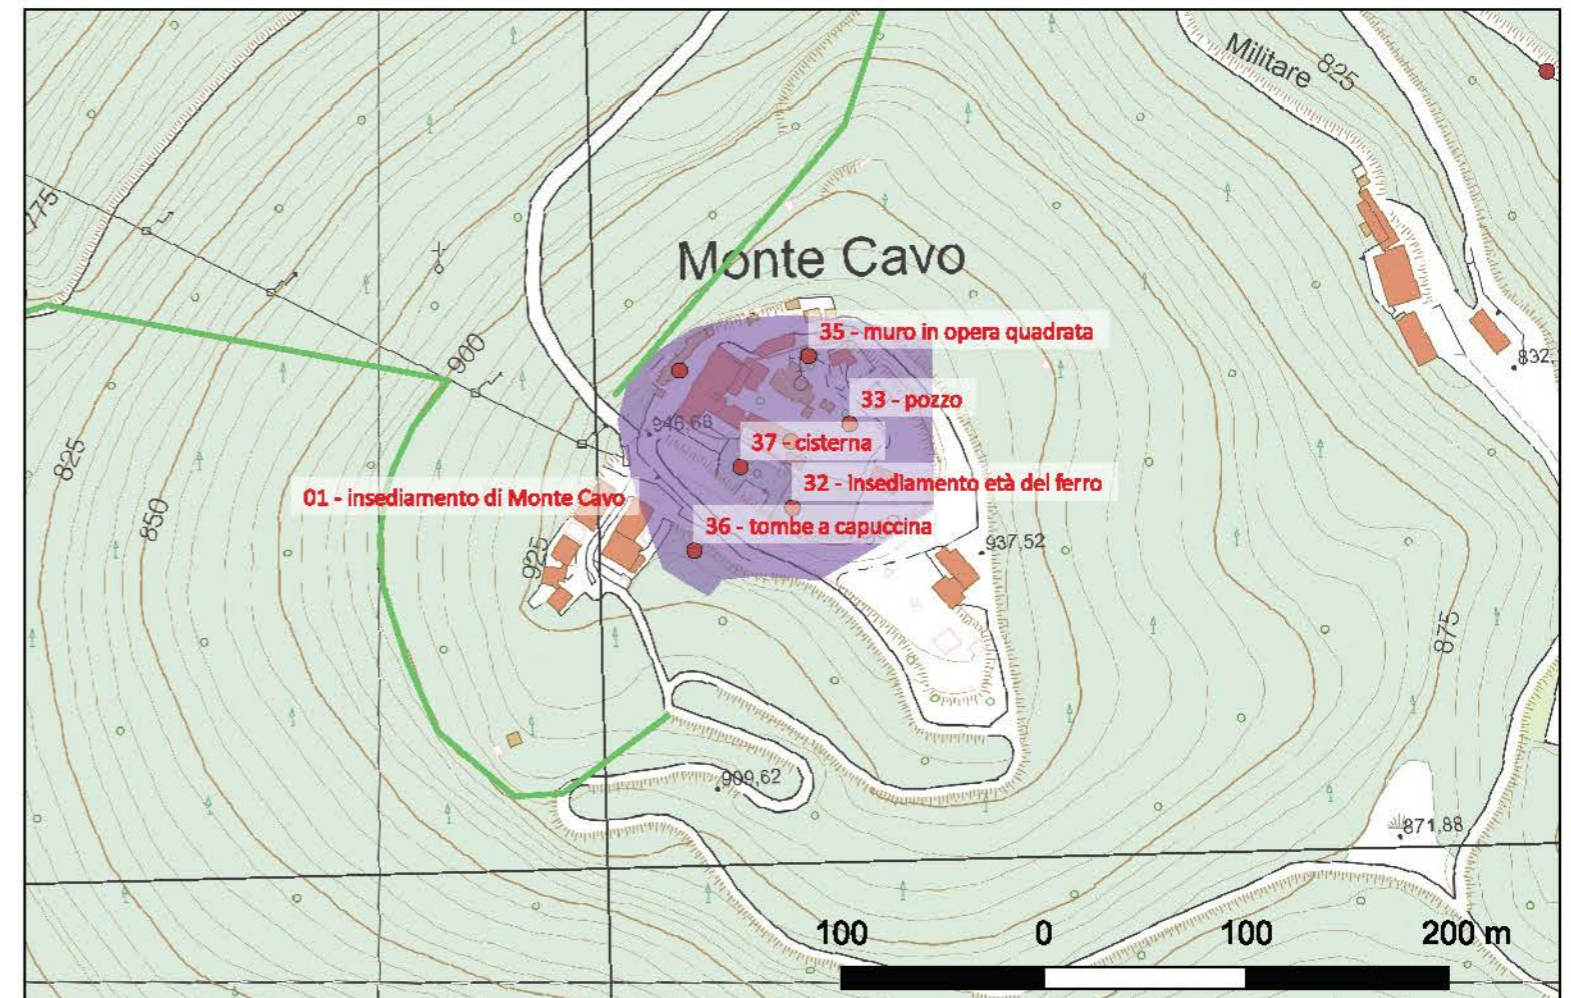 Militare
825
775
Monte Cavo
35 - muro in opera quadrata
900
832,
33 - pozzo
946,68
37 - cisterna
825
32 - insediamento età del ferro
01 - insediamento di Monte Cavo
850
36 - tombe a capuccina
925
937,52
875
909,62
871,88
100 0 100 200 m